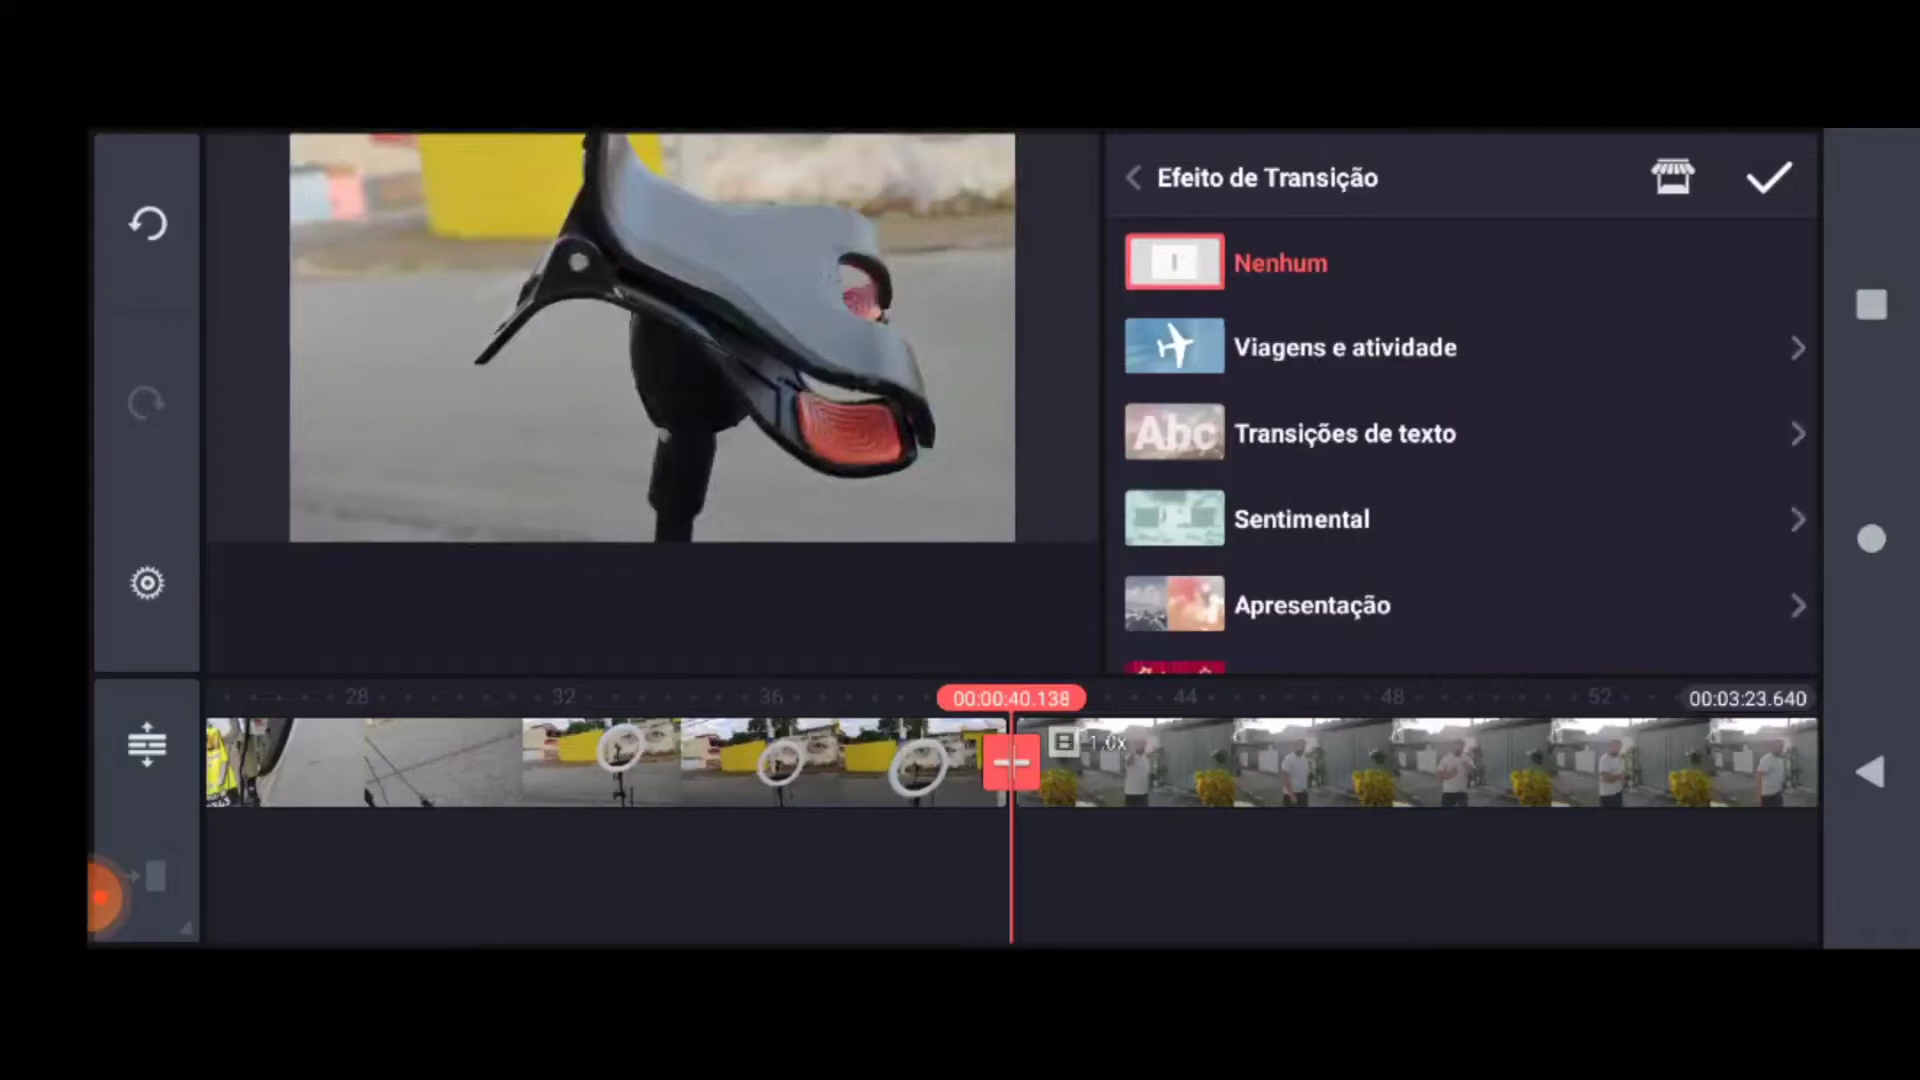 Efeito de Transição
Nenhum
Viagens e atividade
Abc
Transições de texto
Sentimental
Apresentação
28
32
36
00:00:40.138
44
48
52
00:03:23.640
1.0x